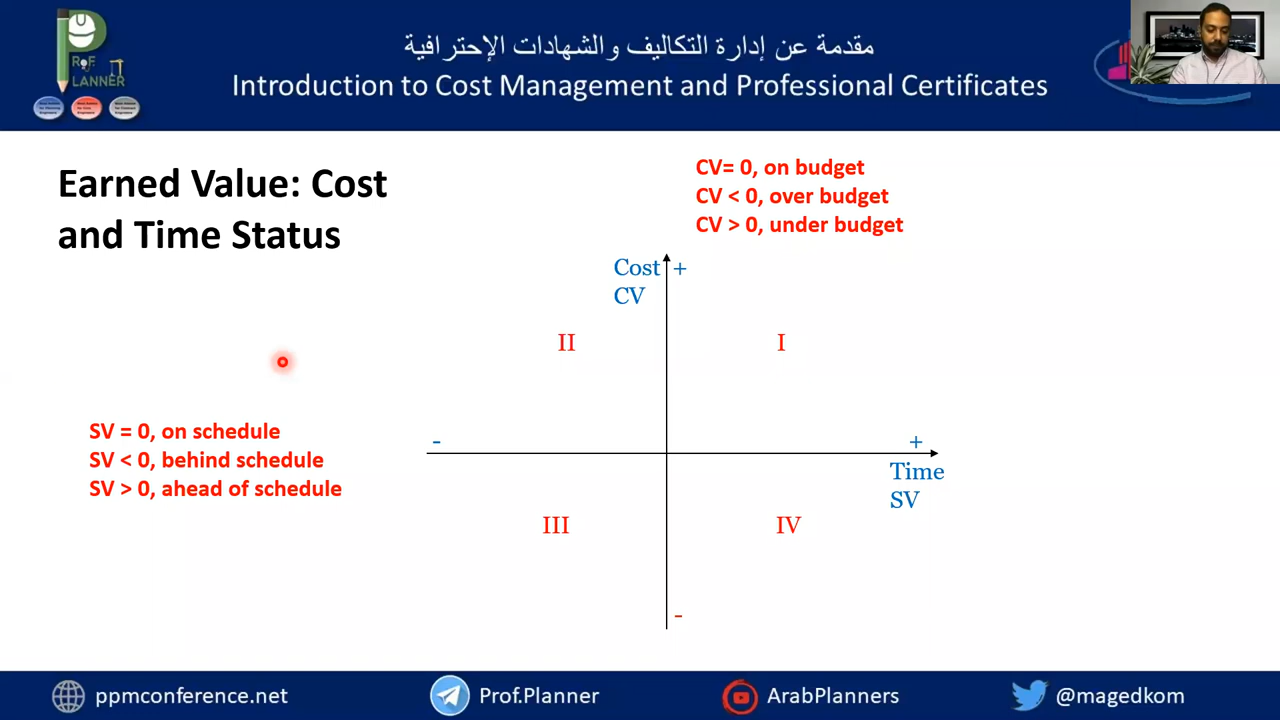 R●F.
LANNER
مقدمة عن إدارة التكاليف والشهادات الإحترافية
Introduction to Cost Management and Professional Certificates
Earned Value: Cost
and Time Status
CV= 0, on budget
CV < 0, over budget
CV > 0, under budget
Cost +
CV
II
I
SV = 0, on schedule
SV < 0, behind schedule
SV > 0, ahead of schedule
-
+
Time
SV
III
IV
-
ppmconference.net
Prof.Planner
ArabPlanners
@magedkom